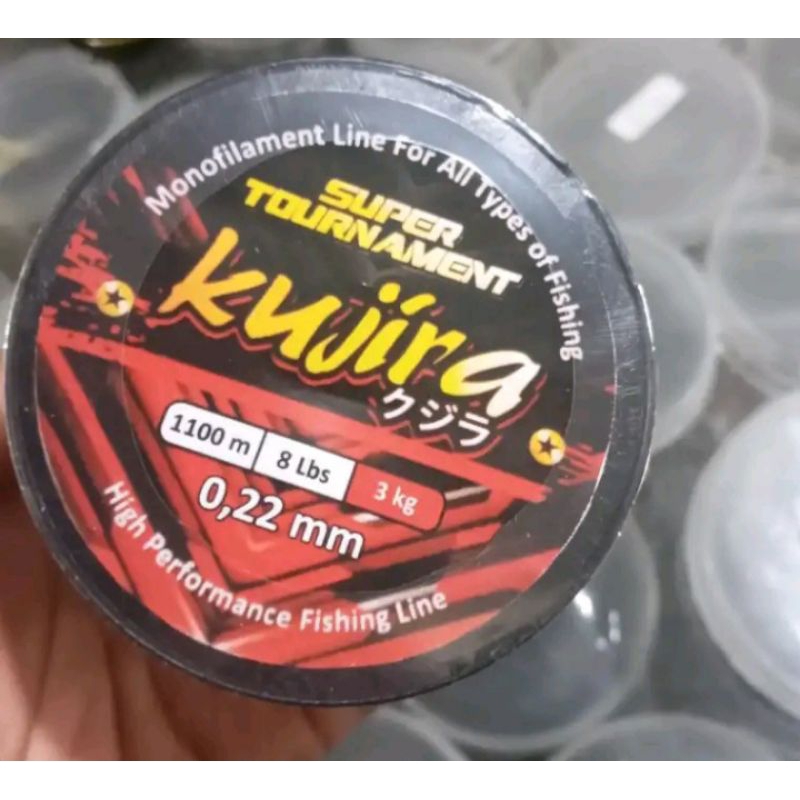 Monofilament Line For All Types of Fishing
SUPER
TOURNAMENT
kujira
クジラ
1100 m 8 Lbs 3 kg
0,22 mm
High Performance Fishing Line